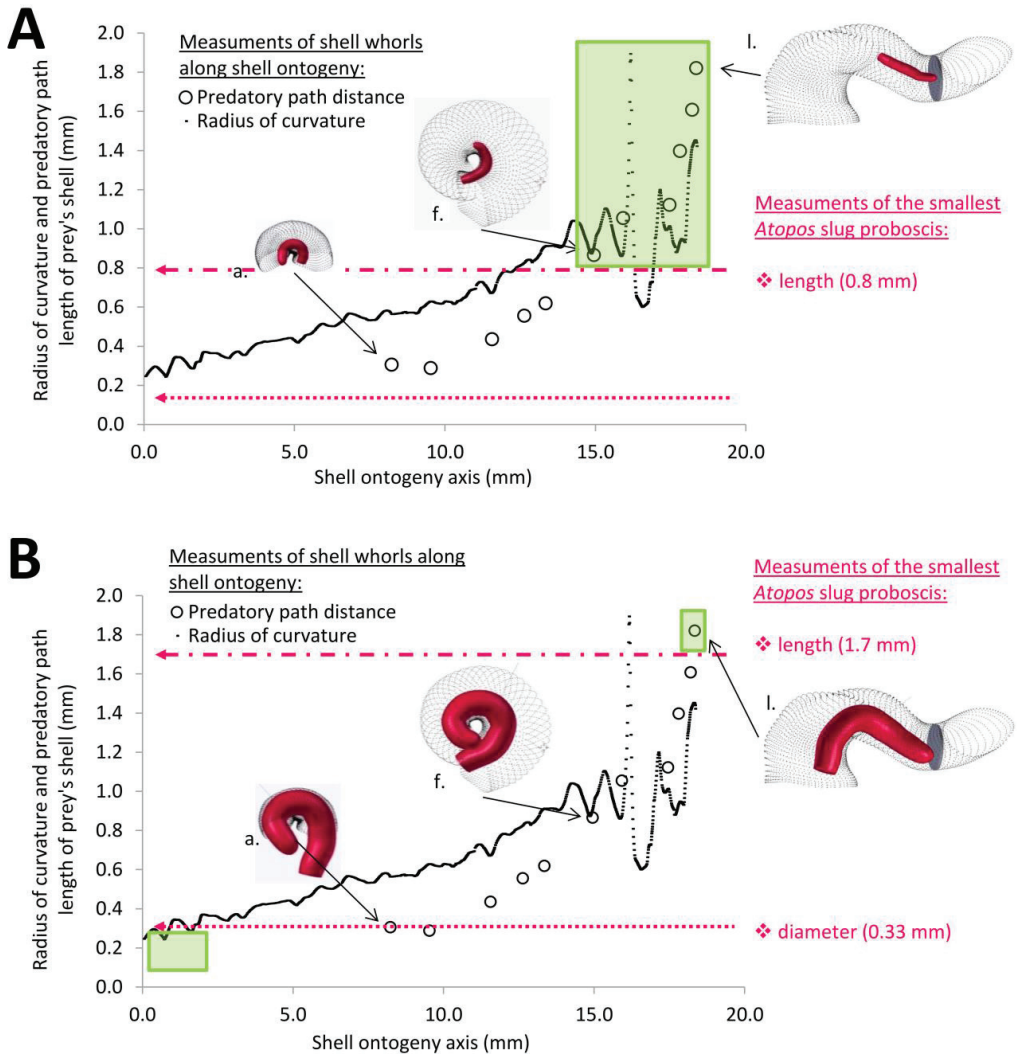 A
Measuments of shell whorls
along shell ontogeny:
Predatory path distance
Radius of curvature
Radius of curvature and predatory path
length of prey's shell (mm)
2.0
1.8
1.6
1.4
1.2
1.0
0.8
0.6
0.4
0.2
0.0
a.
f.
l.
Measuments of the smallest
Atopos slug proboscis:
❖ length (0.8 mm)
0.0 5.0 10.0 15.0 20.0
Shell ontogeny axis (mm)
B
Measuments of shell whorls along
shell ontogeny:
Predatory path distance
Radius of curvature
Radius of curvature and predatory path
length of prey's shell (mm)
2.0
1.8
1.6
1.4
1.2
1.0
0.8
0.6
0.4
0.2
0.0
a.
f.
l.
Measuments of the smallest
Atopos slug proboscis:
❖ length (1.7 mm)
❖ diameter (0.33 mm)
0.0 5.0 10.0 15.0 20.0
Shell ontogeny axis (mm)